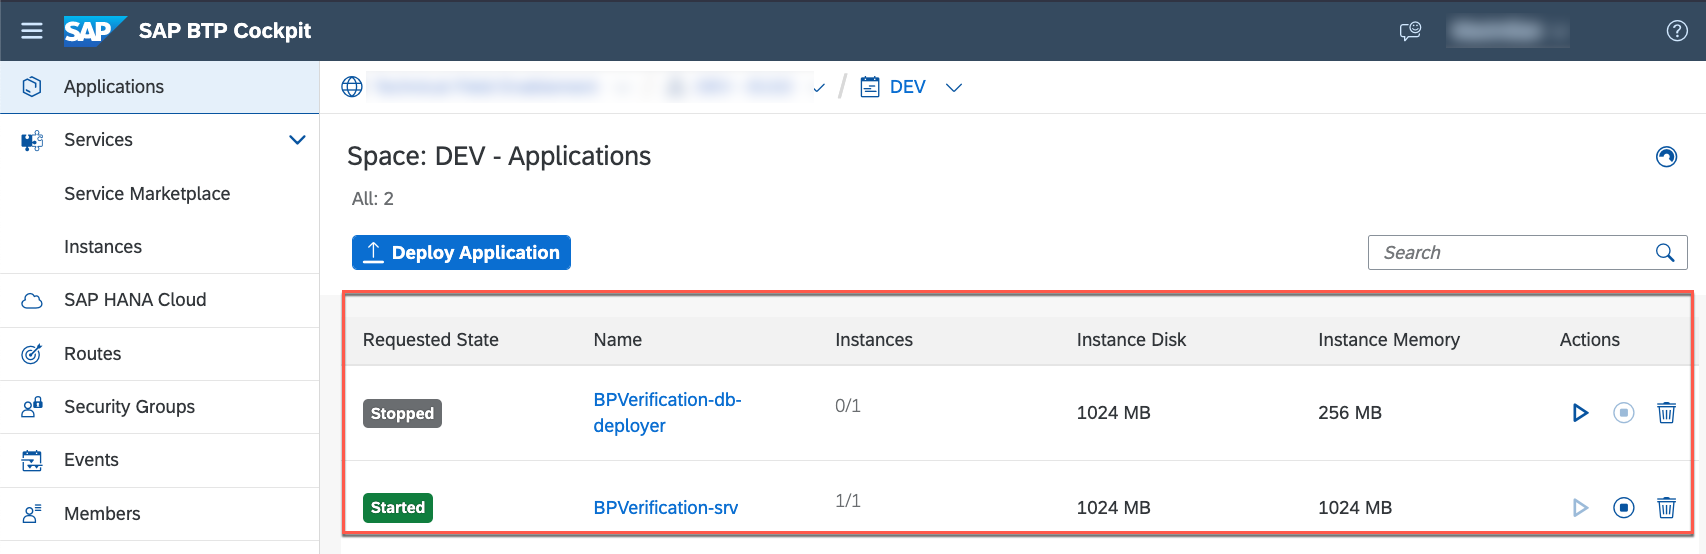 SAP SAP BTP Cockpit
Applications
DEV
Services
Service Marketplace
Instances
SAP HANA Cloud
Routes
Security Groups
Events
Members
Space: DEV - Applications
All: 2
Deploy Application
Search
Requested State Name Instances Instance Disk Instance Memory Actions
Stopped BPVerification-db- 0/1 1024 MB 256 MB
deployer
Started BPVerification-srv 1/1 1024 MB 1024 MB